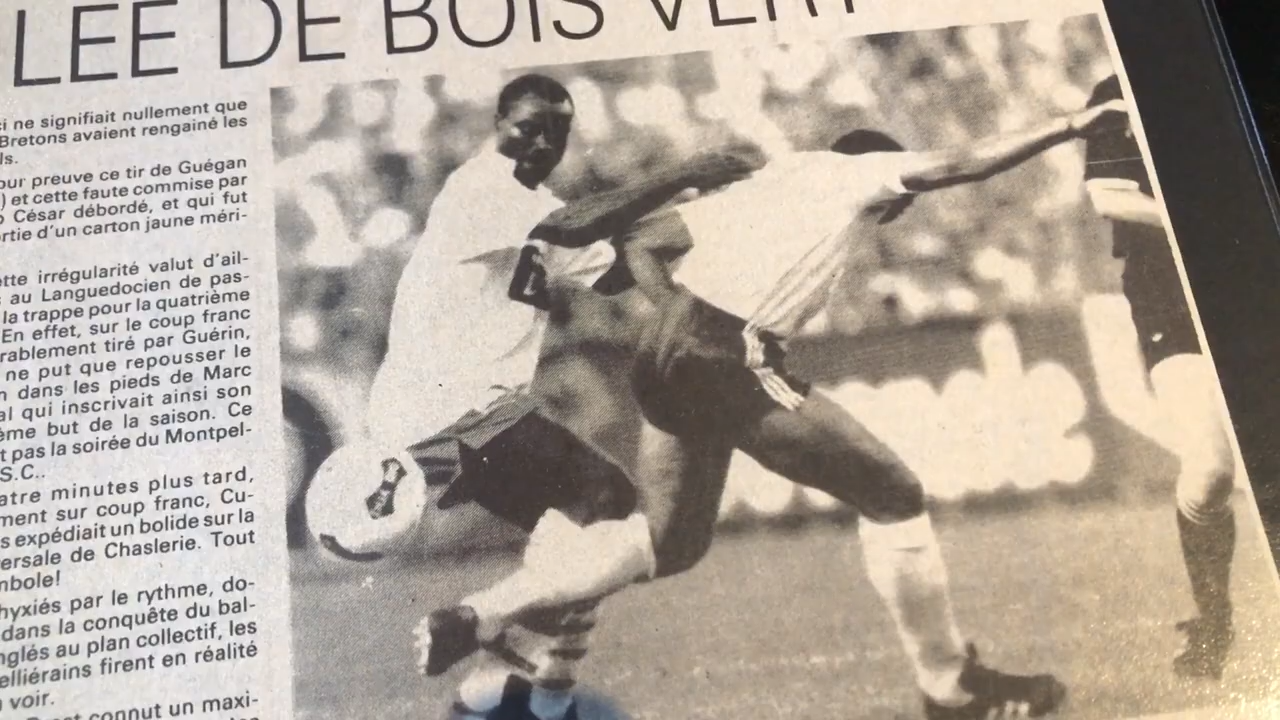 LEE DE BOIS VERT
ci ne signifiait nullement que
Bretons avaient rengainé les
ls.
our preuve ce tir de Guégan
) et cette faute commise par
o César débordé, et qui fut
rtie d'un carton jaune méri-
ette irrégularité valut d'ail-
s au Languedocien de pas-
la trappe pour la quatrième
En effet, sur le coup franc
rablement tiré par Guérin,
ne put que repousser le
n dans les pieds de Marc
al qui inscrivait ainsi son
ème but de la saison. Ce
t pas la soirée du Montpel-
S.C..
atre minutes plus tard,
ment sur coup franc, Cu-
s expédiait un bolide sur la
ersale de Chaslerie. Tout
mbole!
hyxiés par le rythme, do-
dans la conquête du bal-
nglés au plan collectif, les
elliérains firent en réalité
voir.
connut un maxi-